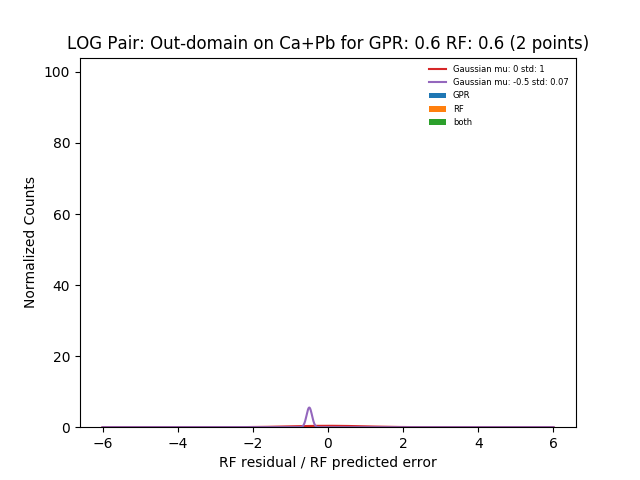 LOG Pair: Out-domain on Ca+Pb for GPR: 0.6 RF: 0.6 (2 points)
Gaussian mu: 0 std: 1
Gaussian mu: -0.5 std: 0.07
GPR
RF
both
Normalized Counts
100
80
60
40
20
0
−6
−4
−2
0
2
4
6
RF residual / RF predicted error